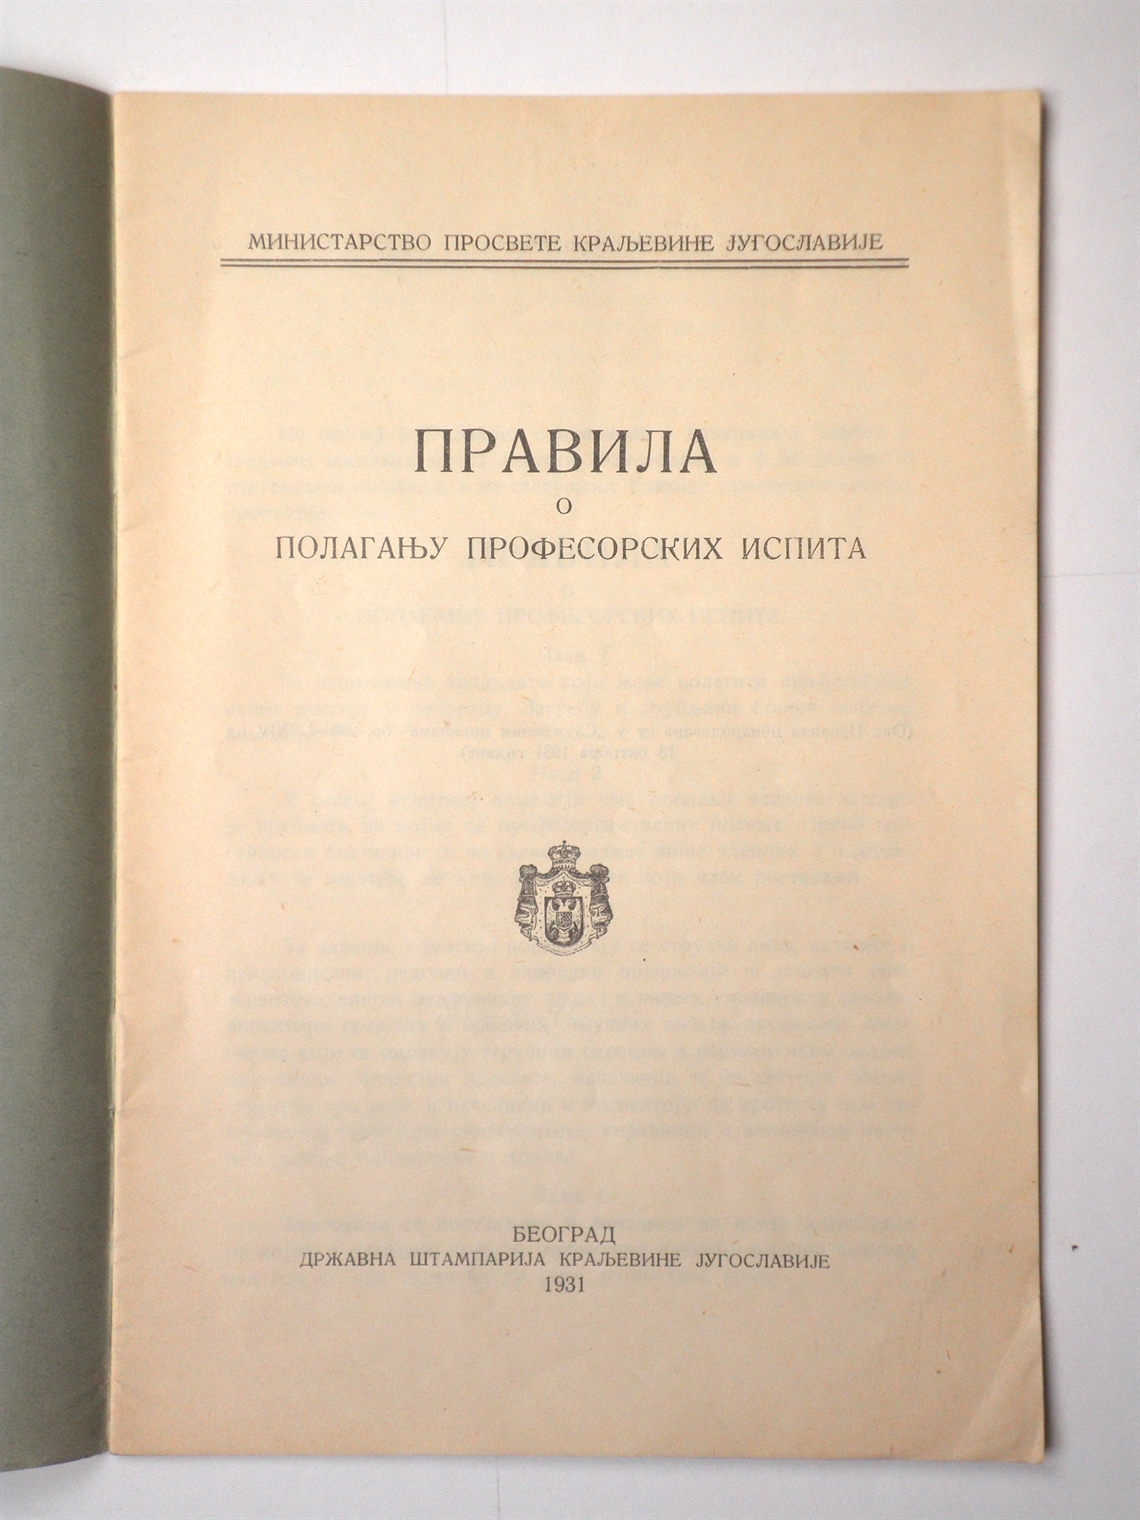 МИНИСТАРСТВО ПРОСВЕТЕ КРАЉЕВИНЕ ЈУГОСЛАВИЈЕ
ПРАВИЛА
О
ПОЛАГАЊУ ПРОФЕСОРСКИХ ИСПИТА
БЕОГРАД
ДРЖАВНА ШТАМПАРИЈА КРАЉЕВИНЕ ЈУГОСЛАВИЈЕ
1931